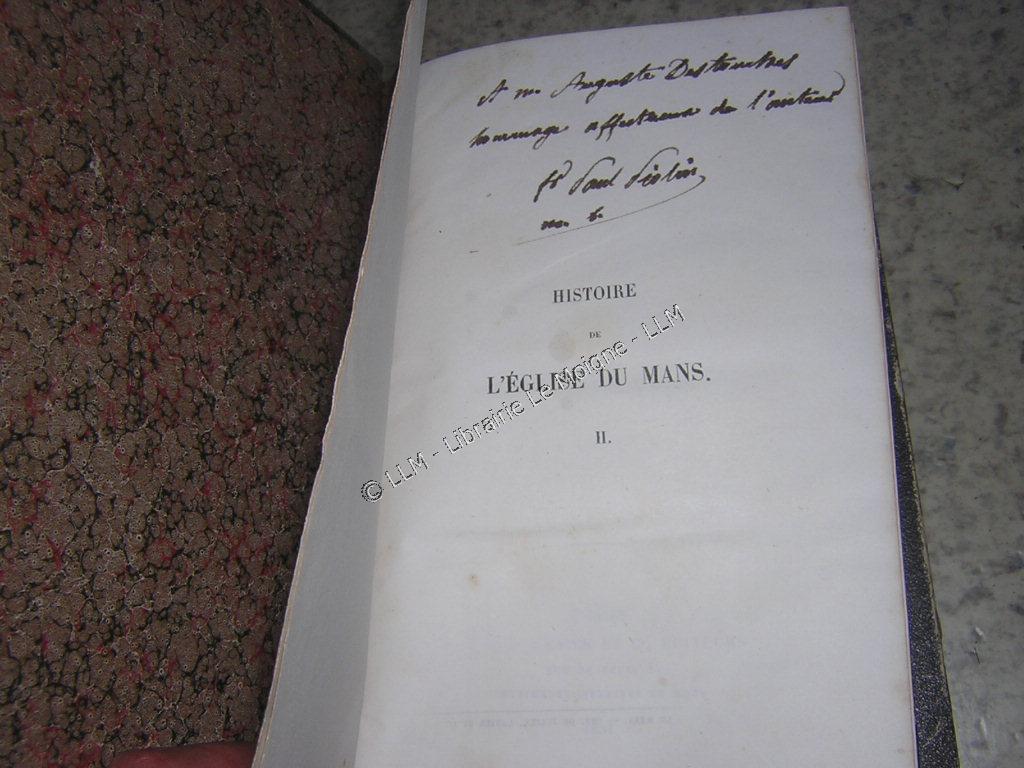 A m. Auguste Destombes
hommage affectueux de l'auteur
fr Paul Piolin
m. b.
HISTOIRE
DE
L'ÉGLISE DU MANS.
II.
© LLM - Librairie Le Moigne - LLM